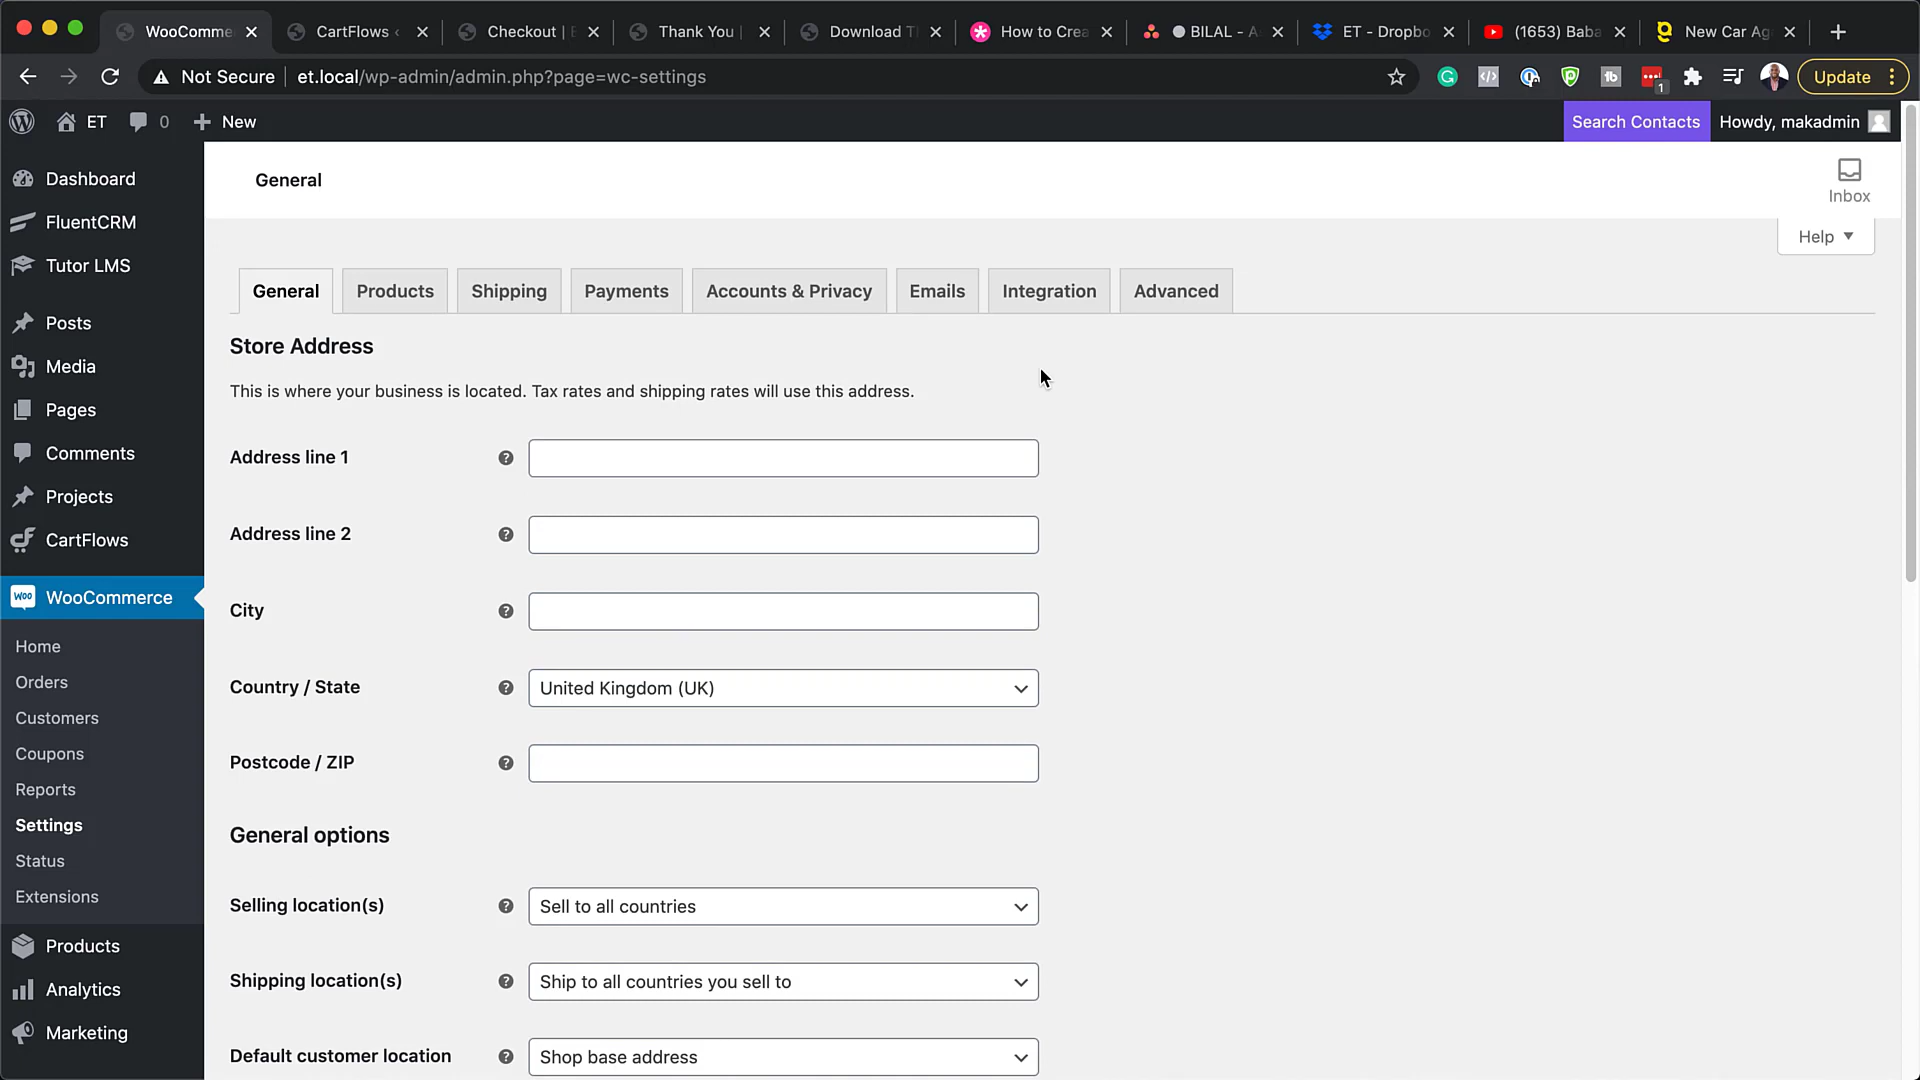 WooComme
CartFlows ‹
Checkout | E
Thank You |
Download T
How to Crea
BILAL - A
ET - Dropbo
(1653) Baba
New Car Ag
Not Secure
et.local/wp-admin/admin.php?page=wc-settings
1
Update
ET
0
New
Search Contacts
Howdy, makadmin
Dashboard
FluentCRM
Tutor LMS
Posts
Media
Pages
Comments
Projects
CartFlows
WooCommerce
Home
Orders
Customers
Coupons
Reports
Settings
Status
Extensions
Products
Analytics
Marketing
General
Inbox
Help
General
Products
Shipping
Payments
Accounts & Privacy
Emails
Integration
Advanced
Store Address
This is where your business is located. Tax rates and shipping rates will use this address.
Address line 1
Address line 2
City
Country / State
United Kingdom (UK)
Postcode / ZIP
General options
Selling location(s)
Sell to all countries
Shipping location(s)
Ship to all countries you sell to
Default customer location
Shop base address